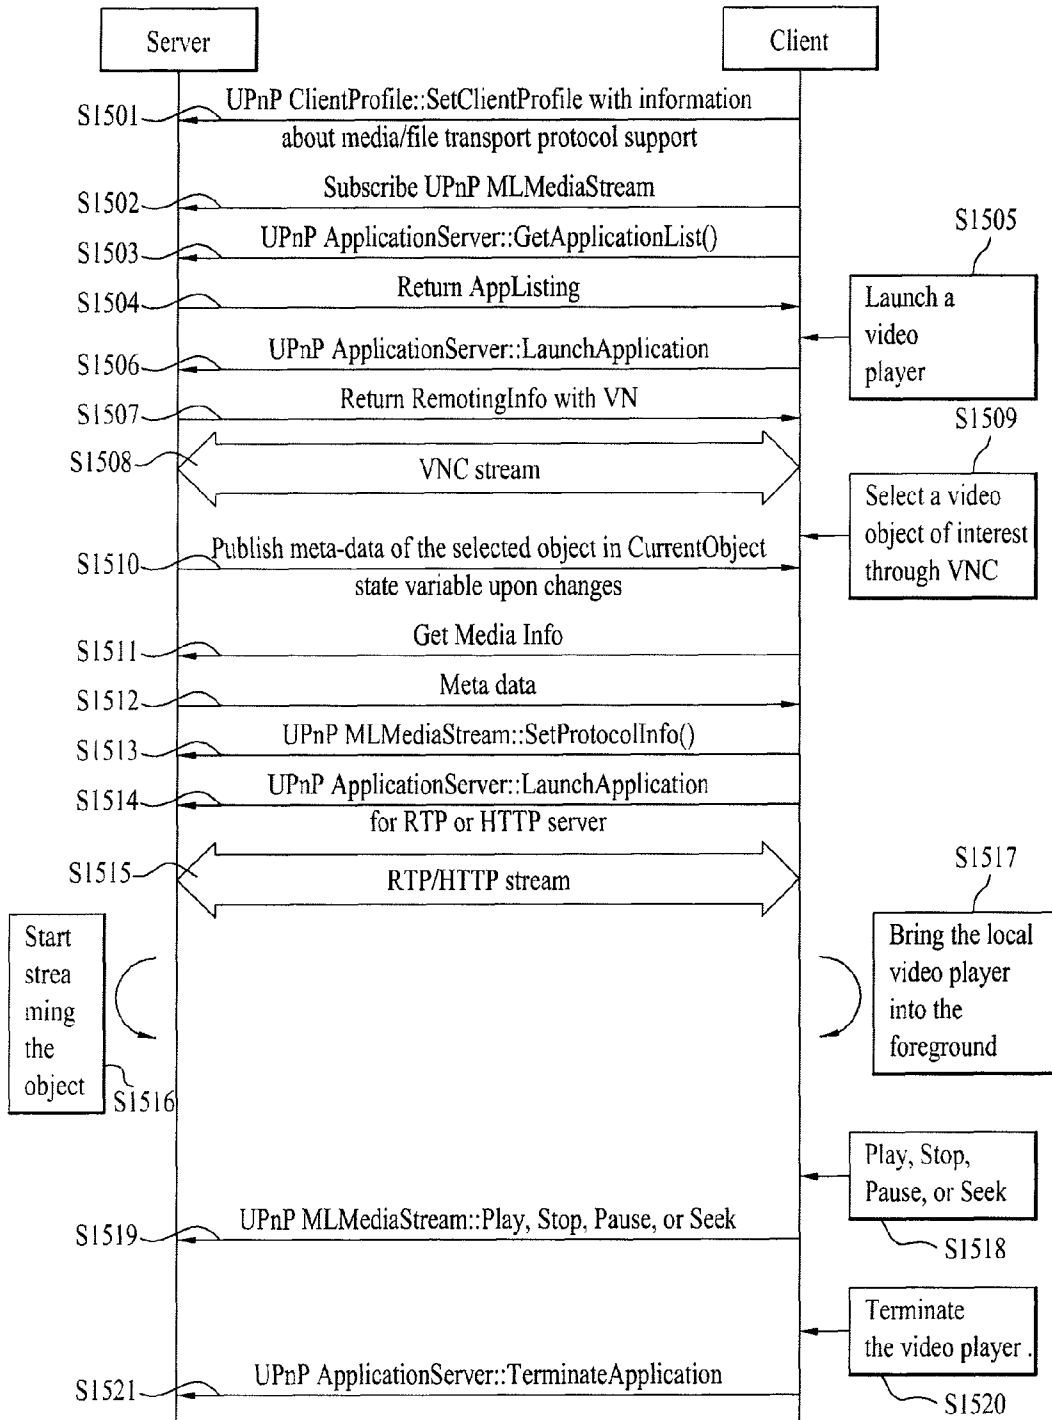 Server
Client
S1501
UPnP ClientProfile::SetClientProfile with information
about media/file transport protocol support
S1502
Subscribe UPnP MLMediaStream
S1503
UPnP ApplicationServer::GetApplicationList()
S1504
Return AppListing
S1505
Launch a
video
player
S1506
UPnP ApplicationServer::LaunchApplication
S1507
Return RemotingInfo with VN
S1508
VNC stream
S1509
Select a video
object of interest
through VNC
S1510
Publish meta-data of the selected object in CurrentObject
state variable upon changes
S1511
Get Media Info
S1512
Meta data
S1513
UPnP MLMediaStream::SetProtocolInfo()
S1514
UPnP ApplicationServer::LaunchApplication
for RTP or HTTP server
S1515
RTP/HTTP stream
S1517
Start
strea
ming
the
object
S1516
Bring the local
video player
into the
foreground
Play, Stop,
Pause, or Seek
S1518
S1519
UPnP MLMediaStream::Play, Stop, Pause, or Seek
Terminate
the video player .
S1520
S1521
UPnP ApplicationServer::TerminateApplication